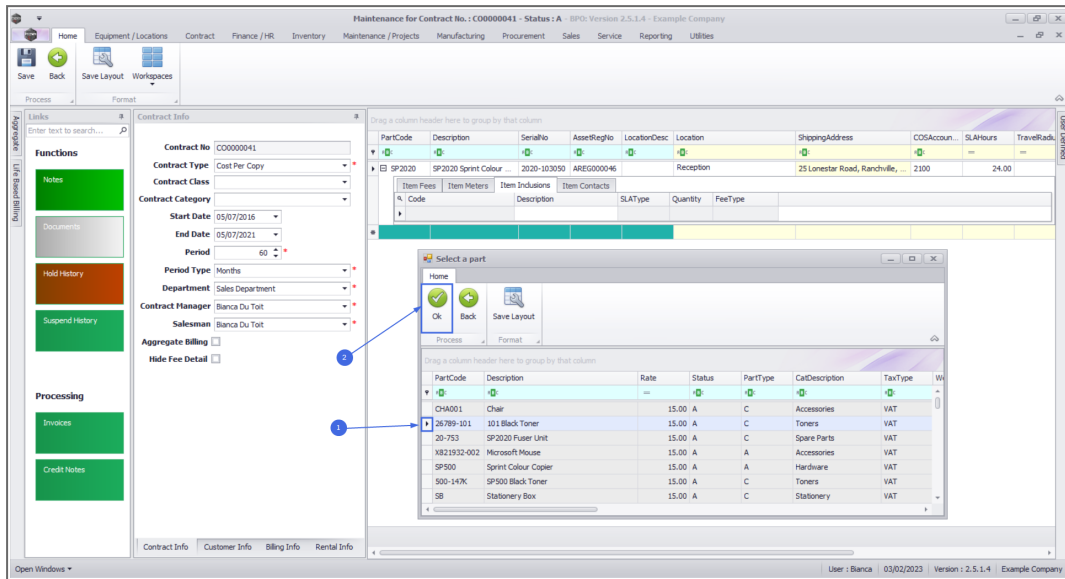 Maintenance for Contract No. : CO0000041 - Status : A - BPO: Version 2.5.1.4 - Example Company
Home Equipment / Locations Contract Finance / HR Inventory Maintenance / Projects Manufacturing Procurement Sales Service Reporting Utilities
Save Back Save Layout Workspaces
Process Format
Aggregate
Life Based Billing
User Defined
Links
Enter text to search...
Functions
Notes
Documents
Hold History
Suspend History
Processing
Invoices
Credit Notes
Contract Info
Contract No CO0000041
Contract Type Cost Per Copy *
Contract Class
Contract Category
Start Date 05/07/2016
End Date 05/07/2021
Period 60 *
Period Type Months *
Department Sales Department *
Contract Manager Bianca Du Toit *
Salesman Bianca Du Toit *
Aggregate Billing
Hide Fee Detail
Contract Info Customer Info Billing Info Rental Info
Drag a column header here to group by that column
PartCode Description SerialNo AssetRegNo LocationDesc Location ShippingAddress COSAccoun... SLAHours TravelRadiu
SP2020 SP2020 Sprint Colour ... 2020-103050 AREG000046 Reception 25 Lonestar Road, Ranchville, ... 2100 24.00
Item Fees Item Meters Item Inclusions Item Contacts
Code Description SLAType Quantity FeeType
Select a part
Home
Ok Back Save Layout
Process Format
2
1
Drag a column header here to group by that column
PartCode Description Rate Status PartType CatDescription TaxType
CHA001 Chair 15.00 A C Accessories VAT
26789-101 101 Black Toner 15.00 A C Toners VAT
20-753 SP2020 Fuser Unit 15.00 A C Spare Parts VAT
X821932-002 Microsoft Mouse 15.00 A A Accessories VAT
SP500 Sprint Colour Copier 15.00 A A Hardware VAT
500-147K SP500 Black Toner 15.00 A C Toners VAT
SB Stationery Box 15.00 A C Stationery VAT
Open Windows User : Bianca 03/02/2023 Version : 2.5.1.4 Example Company